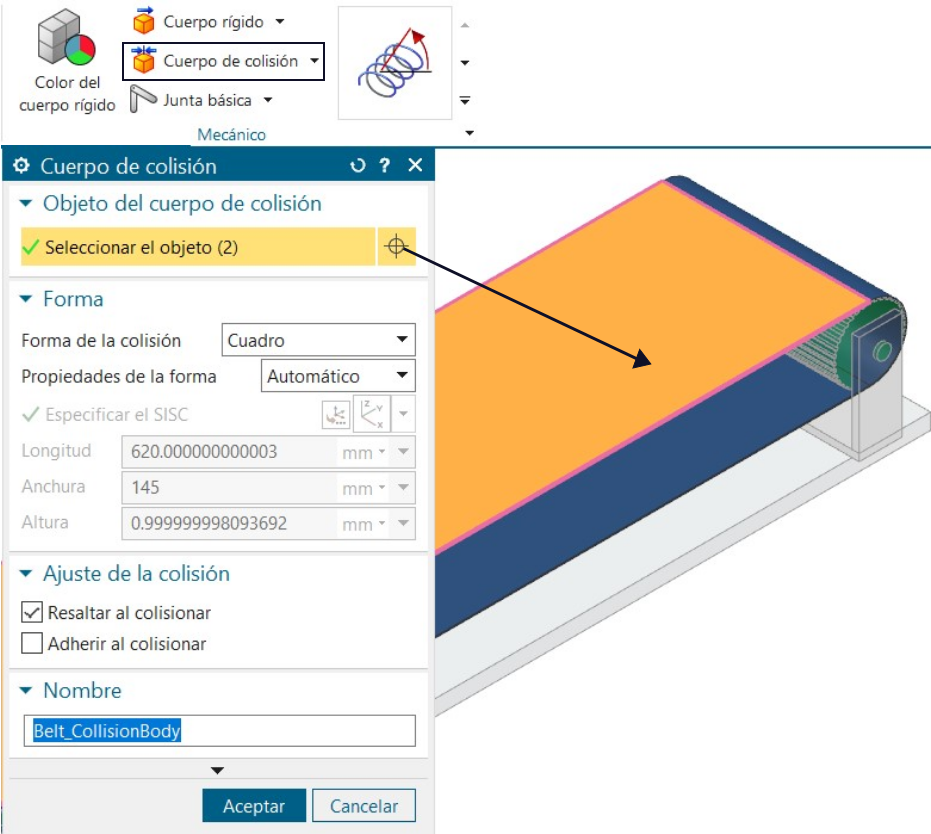 Color del
cuerpo rígido
Cuerpo rígido
Cuerpo de colisión
Junta básica
Mecánico
Cuerpo de colisión
?
Objeto del cuerpo de colisión
Seleccionar el objeto (2)
Forma
Forma de la colisión Cuadro
Propiedades de la forma Automático
Especificar el SISC
Longitud 620.000000000003 mm
Anchura 145 mm
Altura 0.999999998093692 mm
Ajuste de la colisión
Resaltar al colisionar
Adherir al colisionar
Nombre
Belt_CollisionBody
Aceptar Cancelar